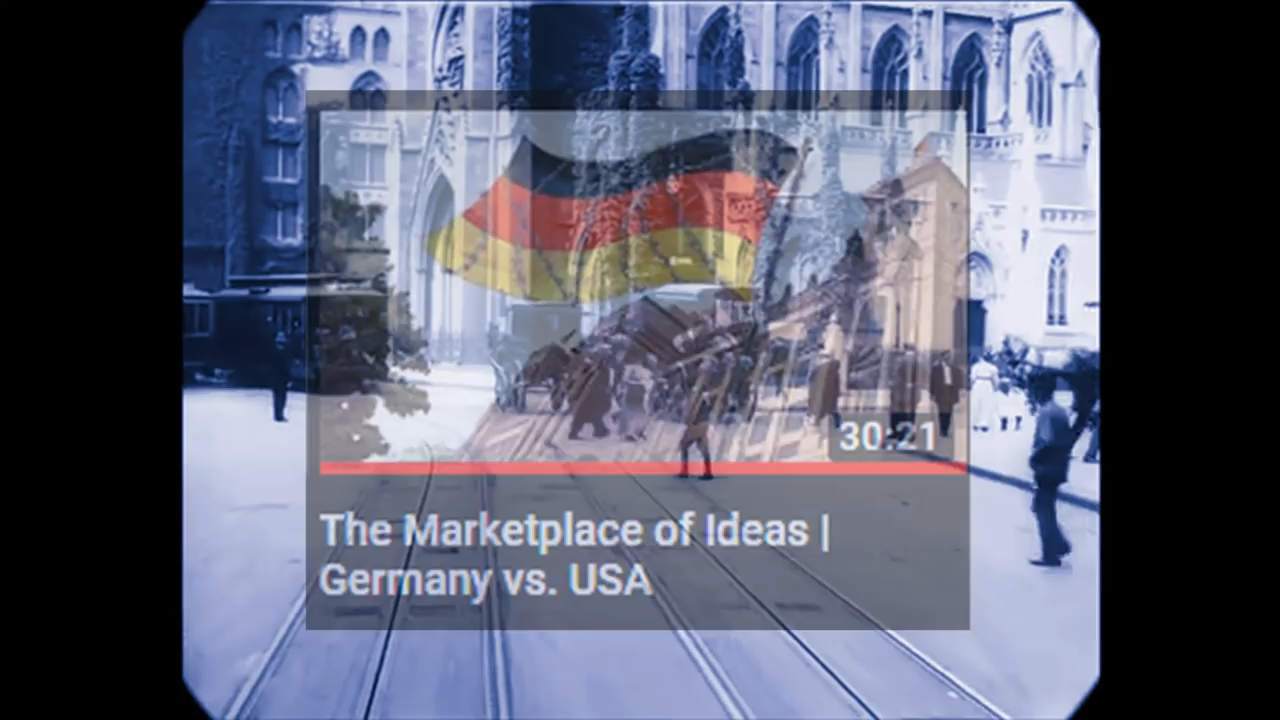 30:21
The Marketplace of Ideas |
Germany vs. USA